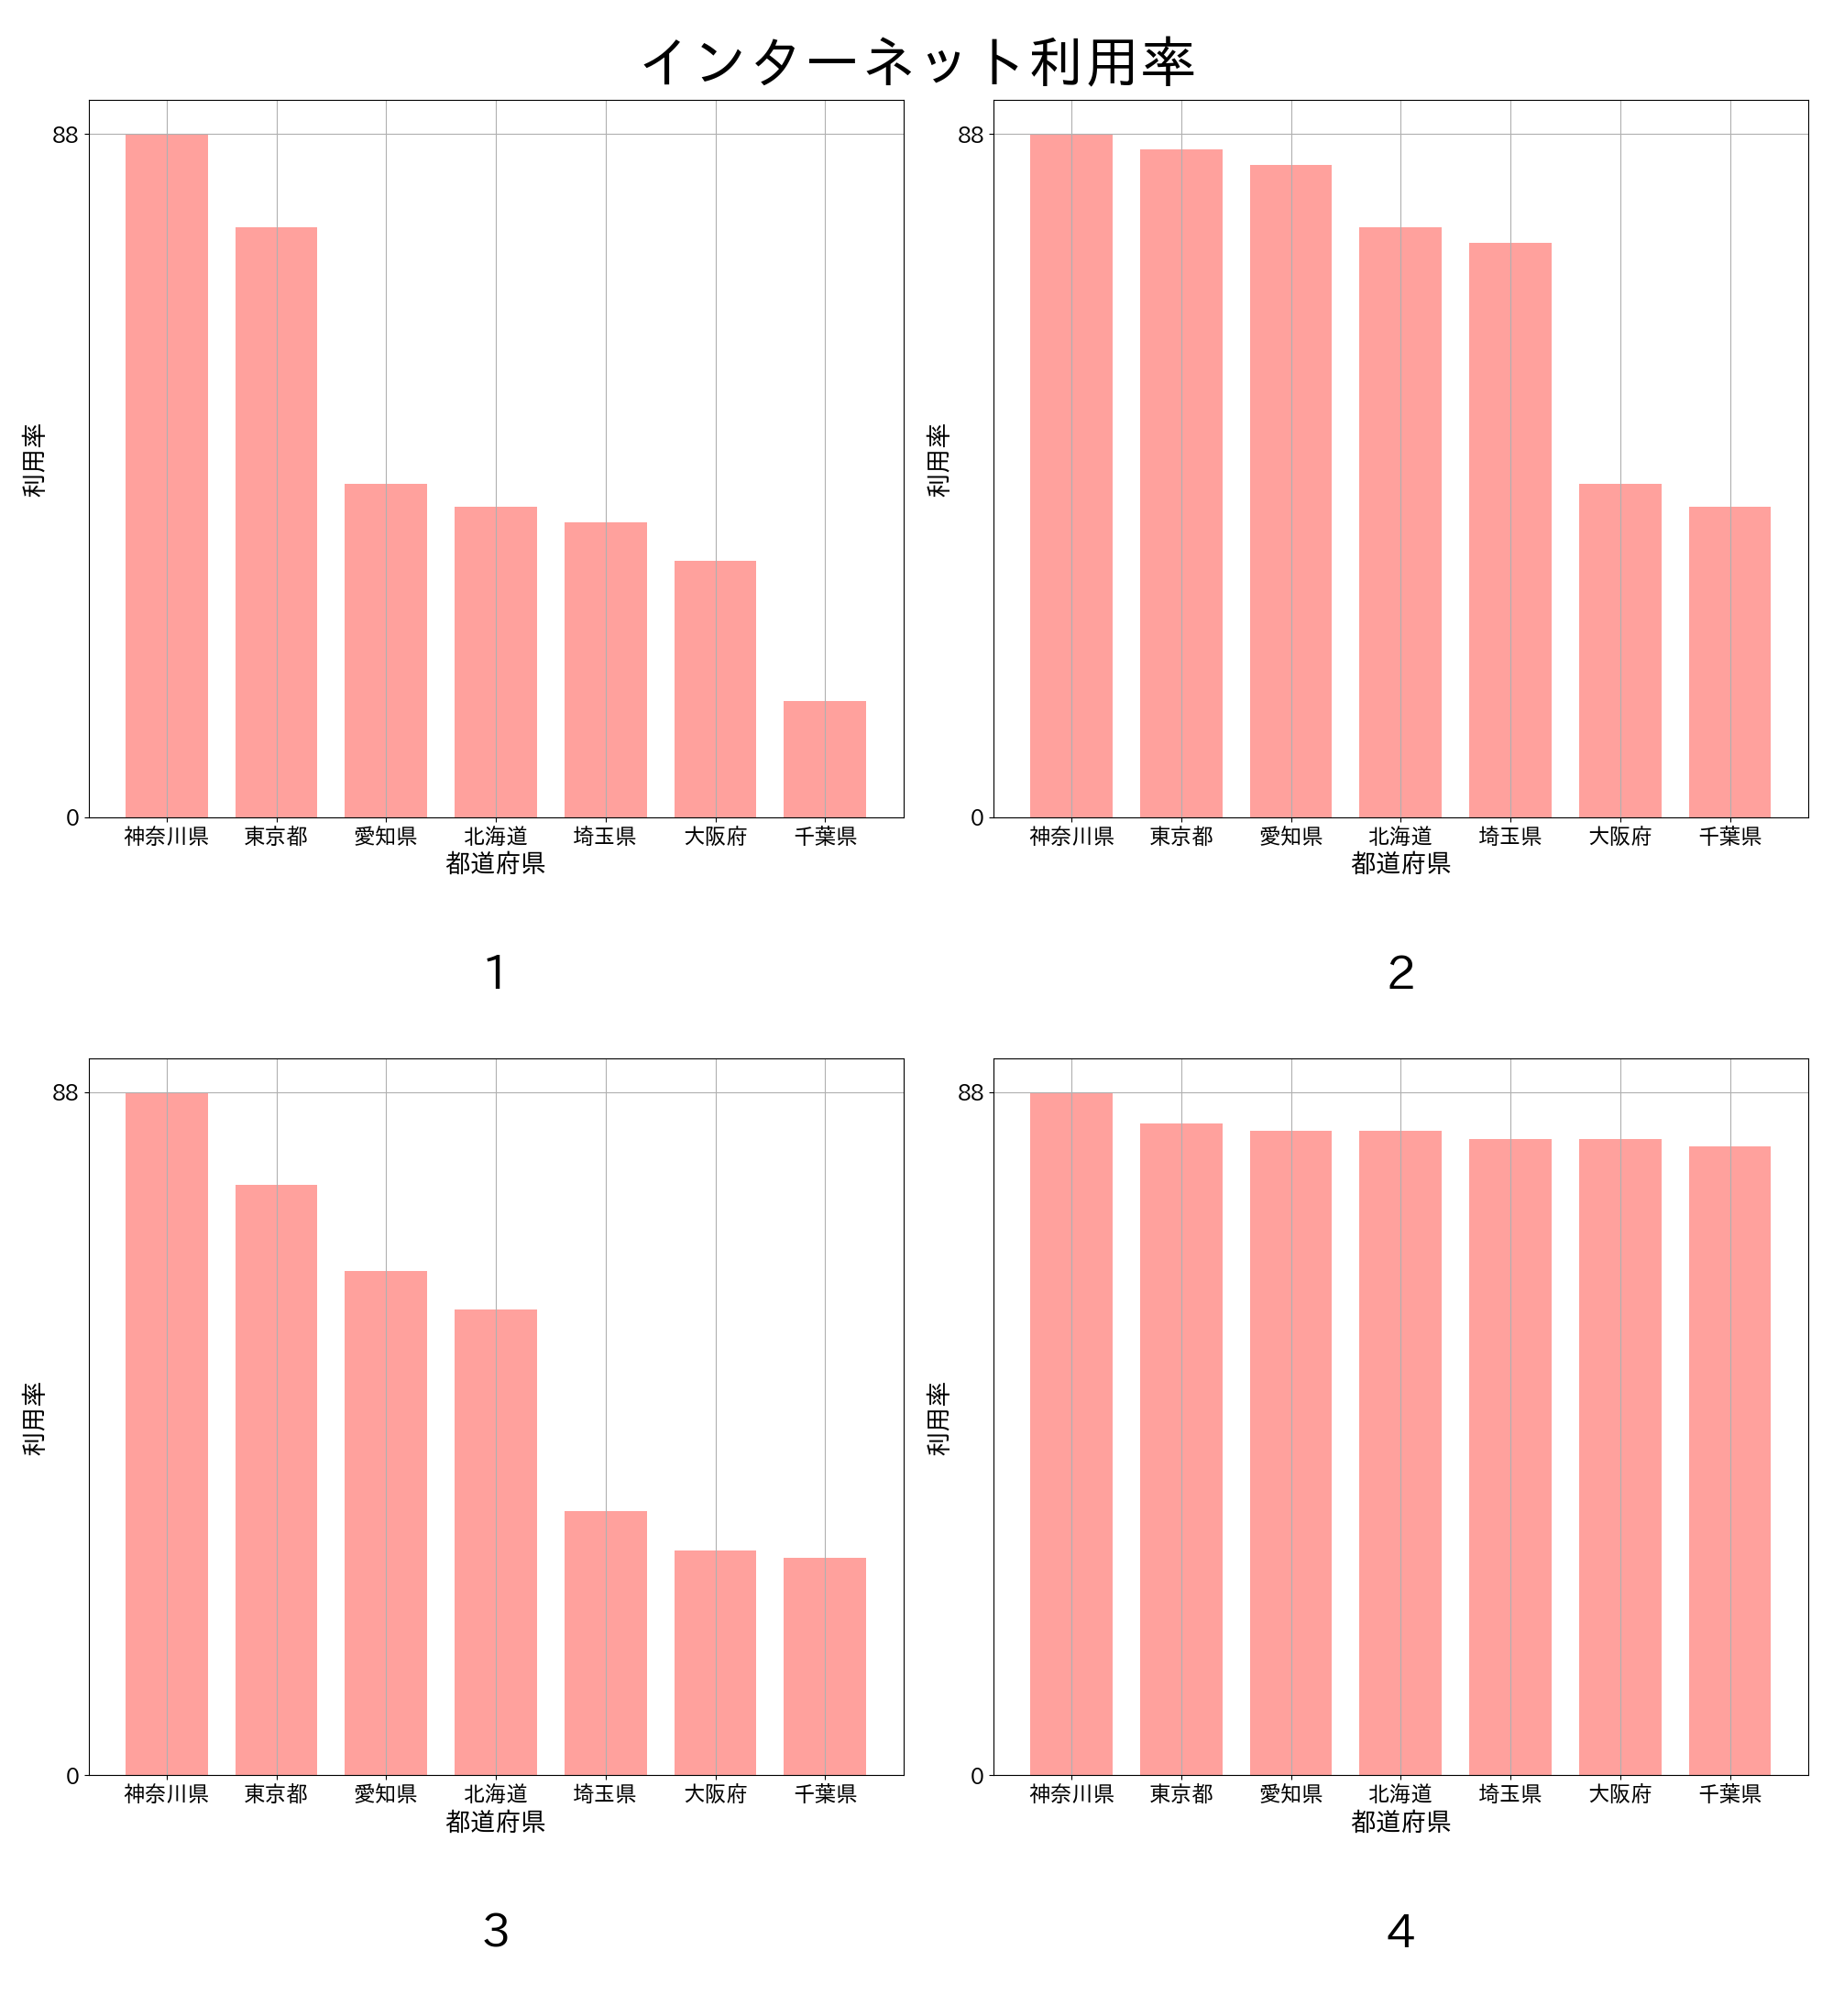 インターネット利用率
88
0
利用率
神奈川県 東京都 愛知県 北海道 埼玉県 大阪府 千葉県
都道府県
1
88
0
利用率
神奈川県 東京都 愛知県 北海道 埼玉県 大阪府 千葉県
都道府県
2
88
0
利用率
神奈川県 東京都 愛知県 北海道 埼玉県 大阪府 千葉県
都道府県
3
88
0
利用率
神奈川県 東京都 愛知県 北海道 埼玉県 大阪府 千葉県
都道府県
4